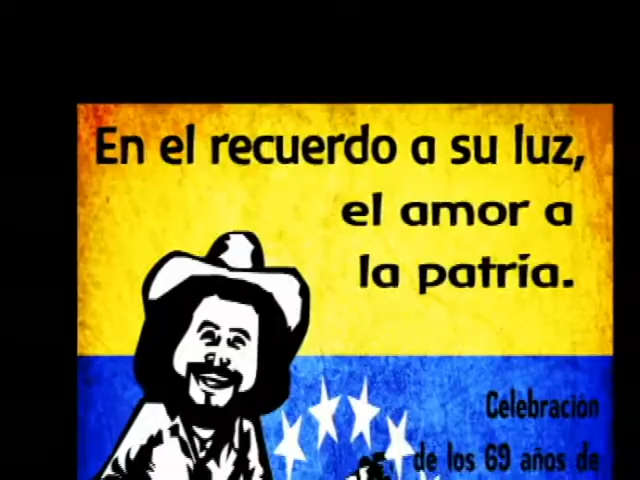 En el recuerdo a su luz,
el amor a
la patria.
Celebración
de los 69 años de